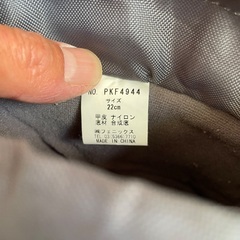 NO. PKF4944
サイズ
22cm
甲皮 ナイロン
底材 合成底
㈱フェニックス
MADE IN CHINA